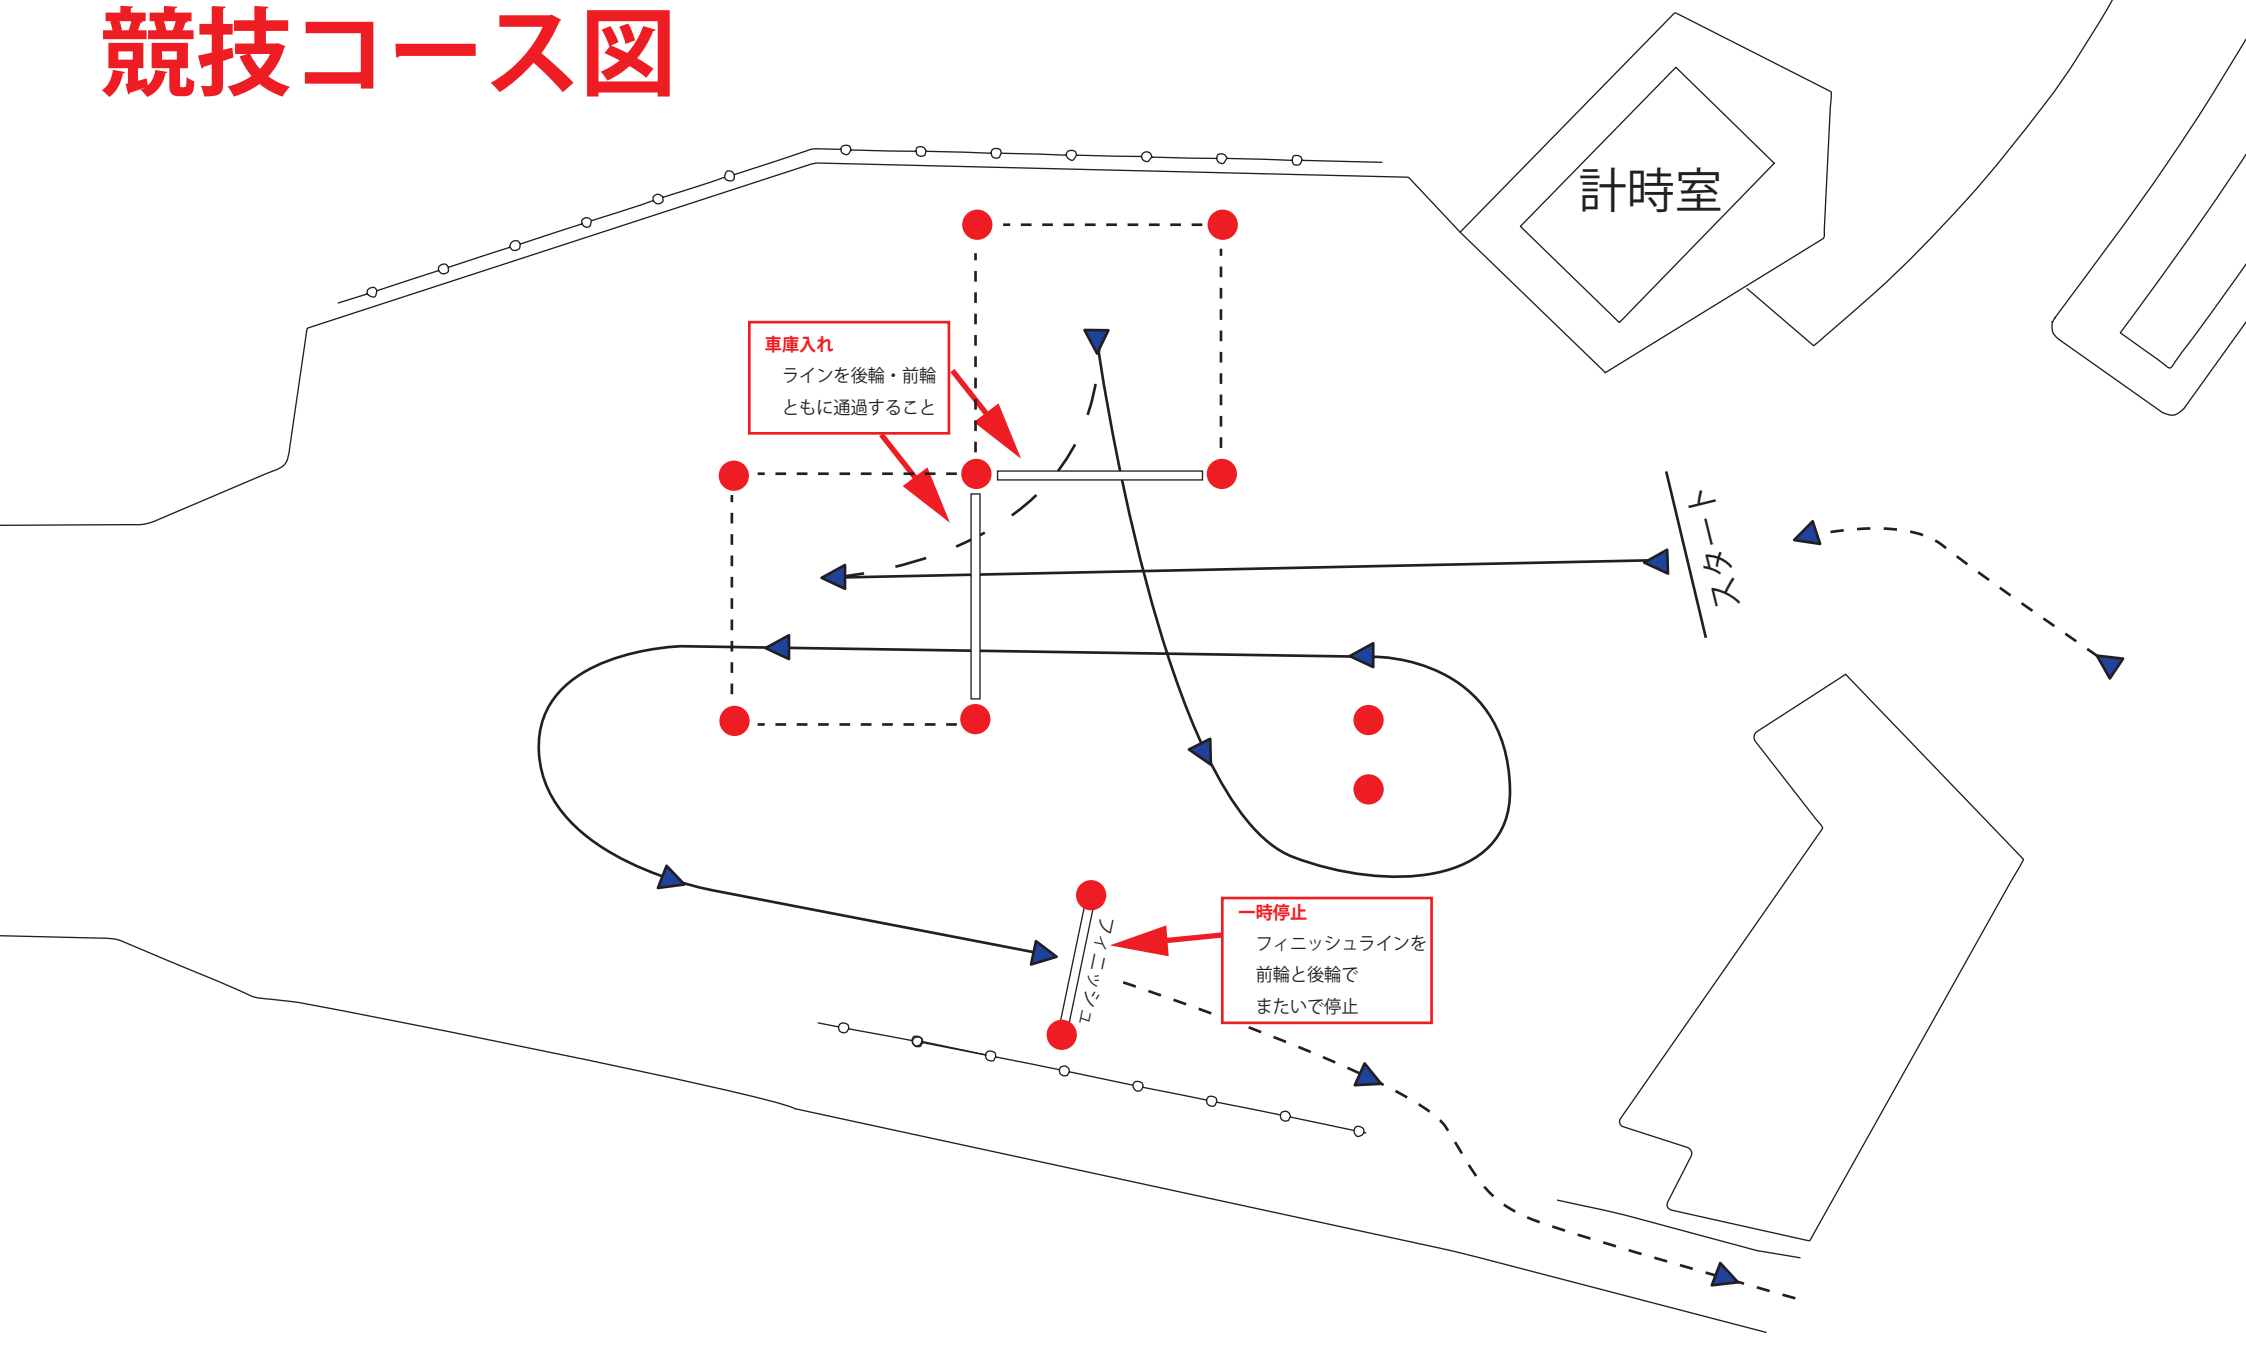 競技コース図
計時室
車庫入れ
ラインを後輪・前輪
ともに通過すること
スタート
フィニッシュ
一時停止
フィニッシュラインを
前輪と後輪で
またいで停止